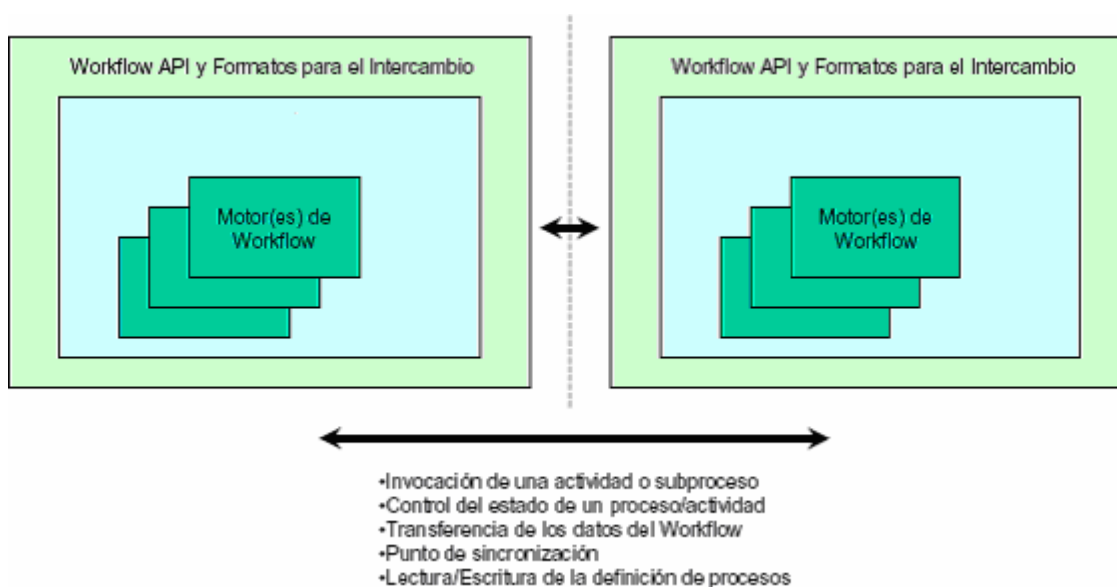 Workflow API y Formatos para el Intercambio
Motor(es) de
Workflow
Workflow API y Formatos para el Intercambio
Motor(es) de
Workflow
•Invocación de una actividad o subproceso
•Control del estado de un proceso/actividad
•Transferencia de los datos del Workflow
•Punto de sincronización
•Lectura/Escritura de la definición de procesos